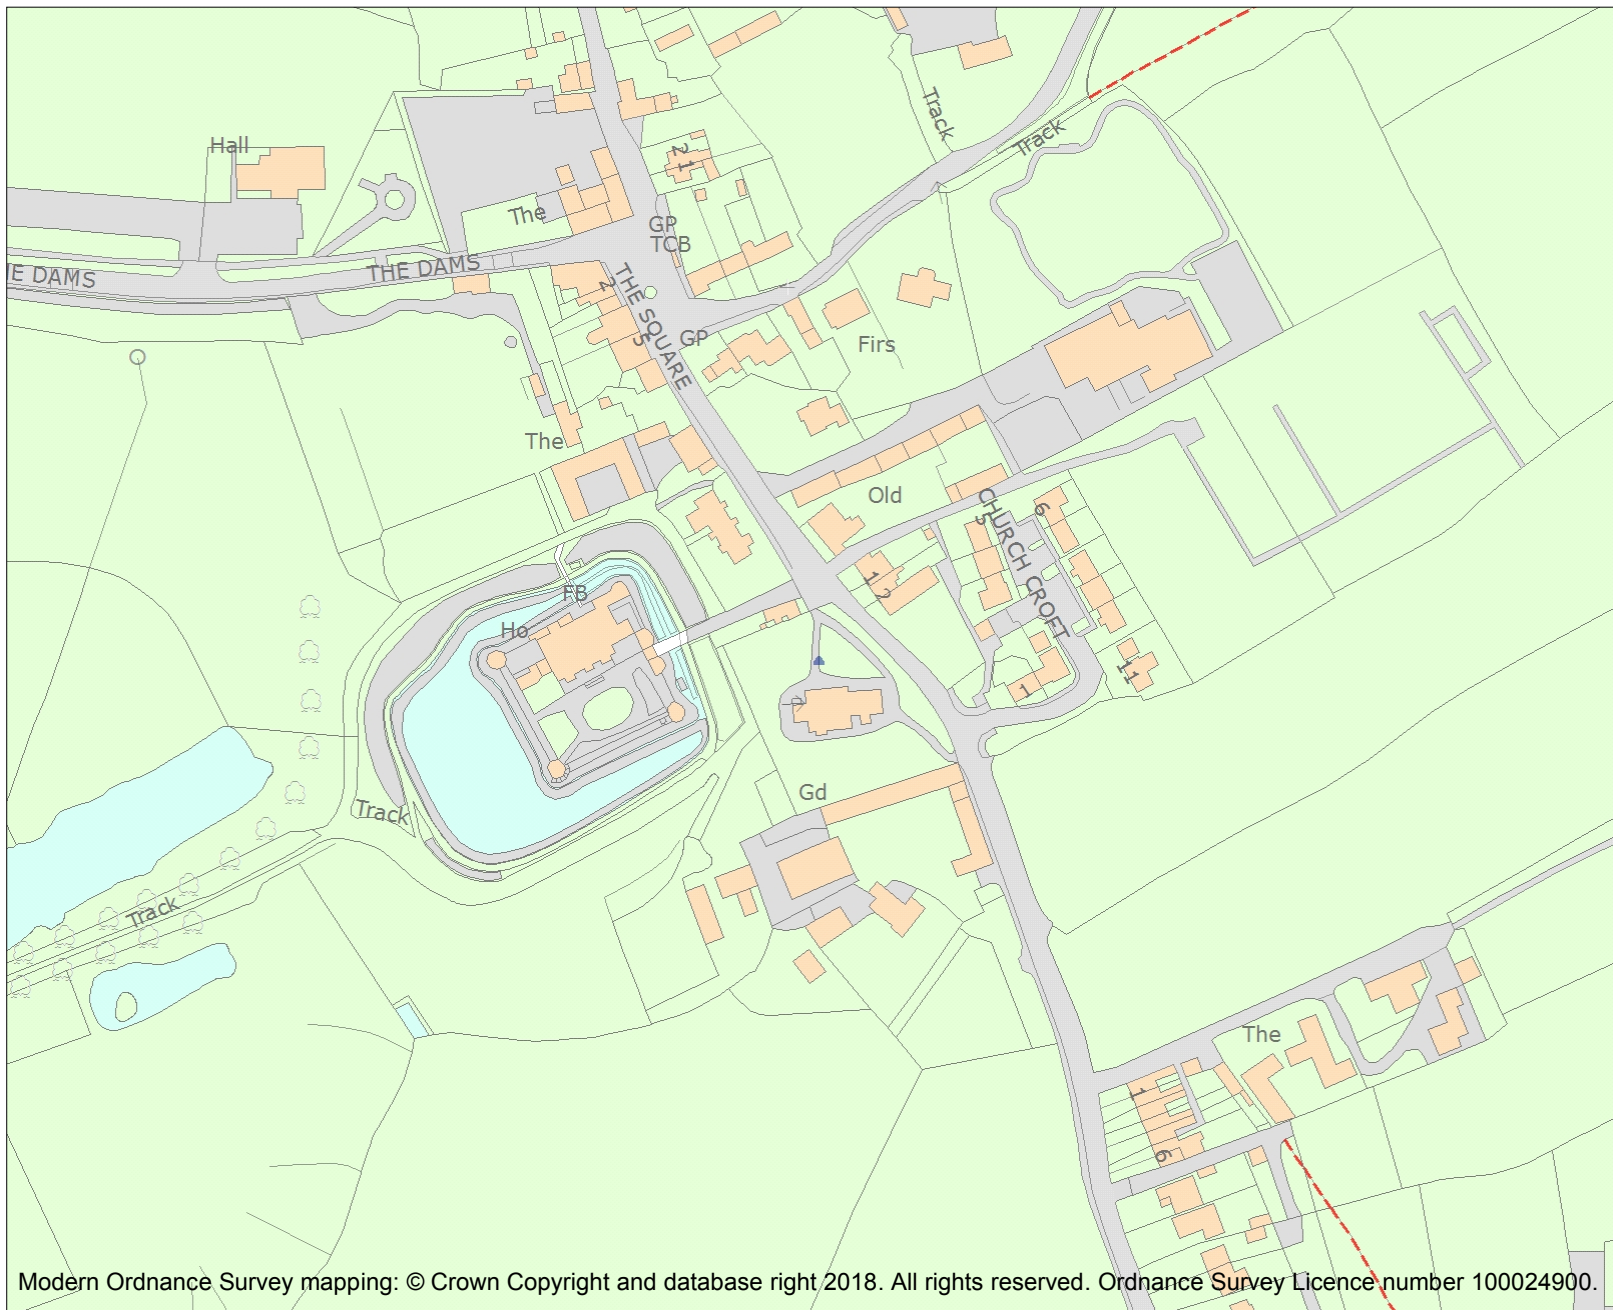 Hall
Track
Track
2 1
The
GP
TCB
THE DAMS
THE DAMS
2
THE SQUARE
5
GP
Firs
The
Old
CHURCH CROFT
5
6
1 2
FB
Ho
11
1
Gd
Track
Track
The
1
6
Modern Ordnance Survey mapping: © Crown Copyright and database right 2018. All rights reserved. Ordnance Survey Licence number 100024900.